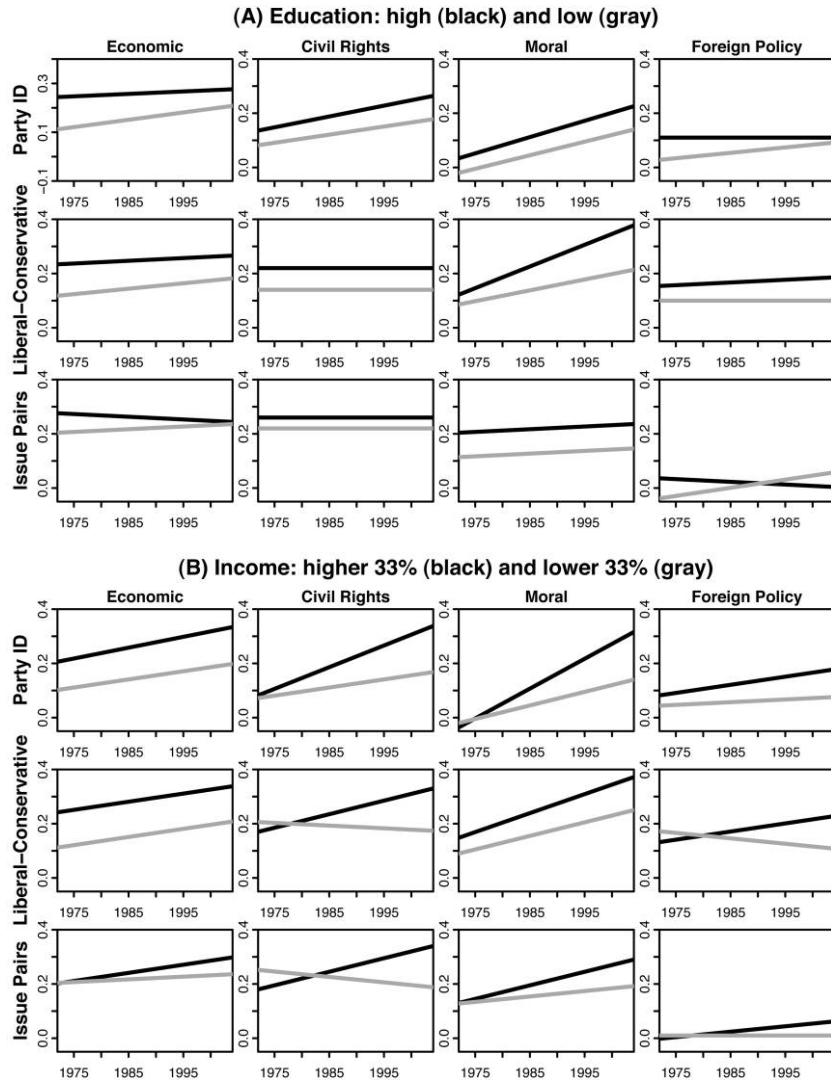 (A) Education: high (black) and low (gray)
Economic Civil Rights Moral Foreign Policy
Party ID
−0.1 0.1 0.3
0.0 0.2 0.4
0.0 0.2 0.4
0.0 0.2 0.4
1975 1985 1995 1975 1985 1995 1975 1985 1995 1975 1985 1995
Liberal−Conservative
0.0 0.2 0.4
0.0 0.2 0.4
0.0 0.2 0.4
0.0 0.2 0.4
1975 1985 1995 1975 1985 1995 1975 1985 1995 1975 1985 1995
Issue Pairs
0.0 0.2 0.4
0.0 0.2 0.4
0.0 0.2 0.4
0.0 0.2 0.4
1975 1985 1995 1975 1985 1995 1975 1985 1995 1975 1985 1995
(B) Income: higher 33% (black) and lower 33% (gray)
Economic Civil Rights Moral Foreign Policy
Party ID
0.0 0.2 0.4
0.0 0.2 0.4
0.0 0.2 0.4
0.0 0.2 0.4
1975 1985 1995 1975 1985 1995 1975 1985 1995 1975 1985 1995
Liberal−Conservative
0.0 0.2 0.4
0.0 0.2 0.4
0.0 0.2 0.4
0.0 0.2 0.4
1975 1985 1995 1975 1985 1995 1975 1985 1995 1975 1985 1995
Issue Pairs
0.0 0.2 0.4
0.0 0.2 0.4
0.0 0.2 0.4
0.0 0.2 0.4
1975 1985 1995 1975 1985 1995 1975 1985 1995 1975 1985 1995